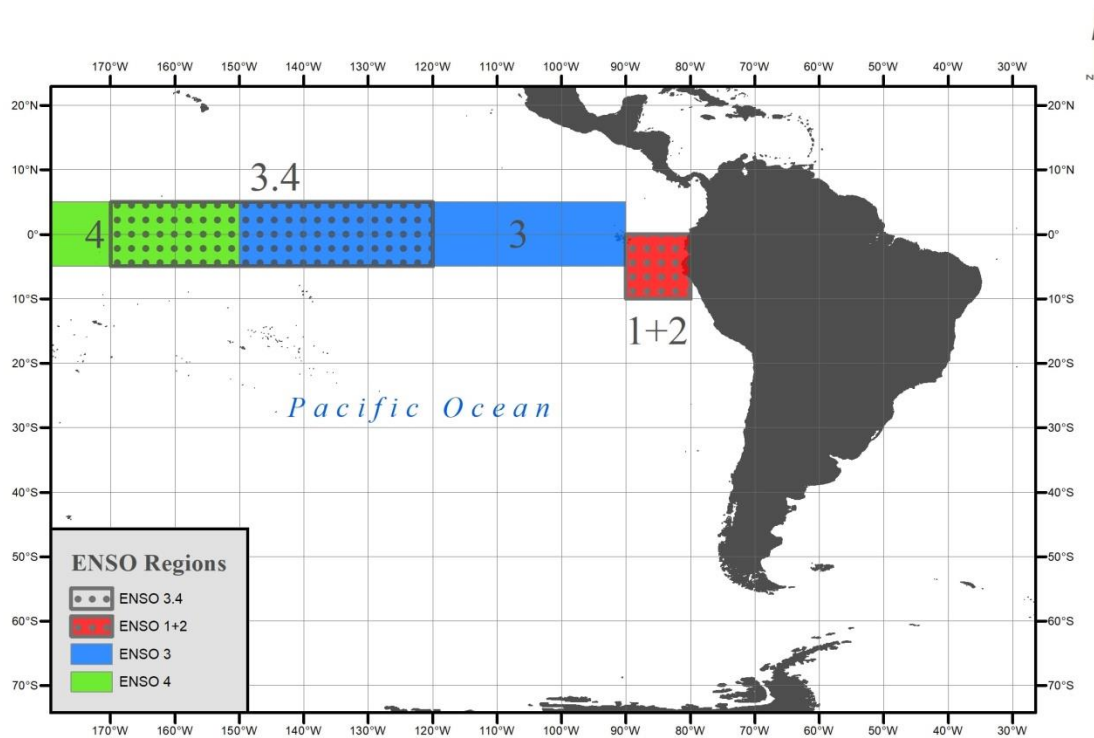 170°W 160°W 150°W 140°W 130°W 120°W 110°W 100°W 90°W 80°W 70°W 60°W 50°W 40°W 30°W
z
20°N 20°N
10°N 10°N
3.4
0° 4 3 0°
10°S 10°S
1+2
20°S 20°S
Pacific Ocean
30°S 30°S
40°S 40°S
50°S 50°S
ENSO Regions
ENSO 3.4
ENSO 1+2
ENSO 3
ENSO 4
60°S 60°S
70°S 70°S
170°W 160°W 150°W 140°W 130°W 120°W 110°W 100°W 90°W 80°W 70°W 60°W 50°W 40°W 30°W